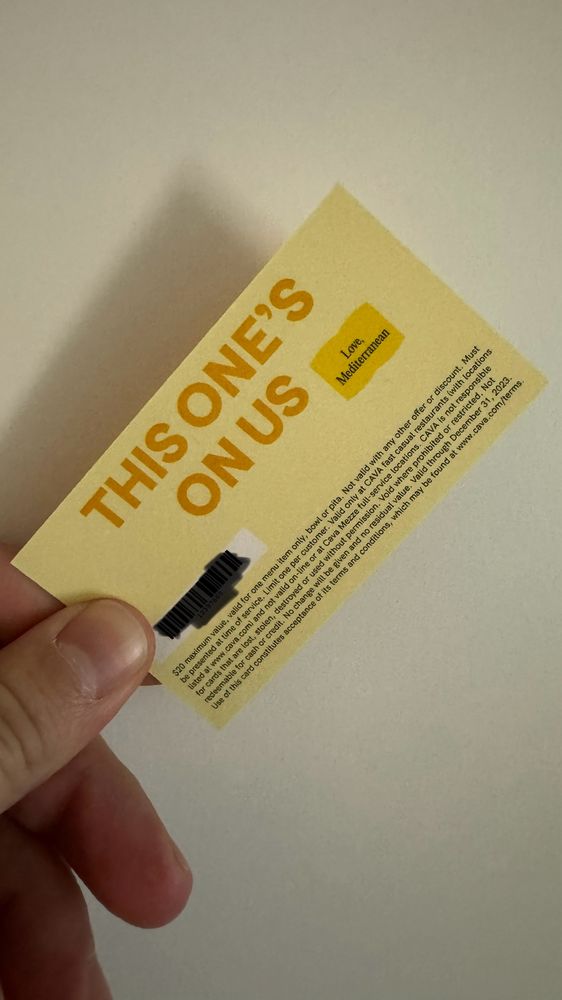 THIS ONE'S
ON US
Love,
Mediterranean
$20 maximum value, valid for one menu item only, bowl or pita. Not valid with any other offer or discount. Must
be presented at time of service. Limit one per customer. Valid only at CAVA fast casual restaurants (with locations
listed at www.cava.com) and not valid on-line or at Cava Mezze full-service locations. CAVA is not responsible
for cards that are lost, stolen, destroyed or used without permission. Void where prohibited or restricted. Not
redeemable for cash or credit. No change will be given and no residual value. Valid through December 31, 2023.
Use of this card constitutes acceptance of its terms and conditions, which may be found at www.cava.com/terms.